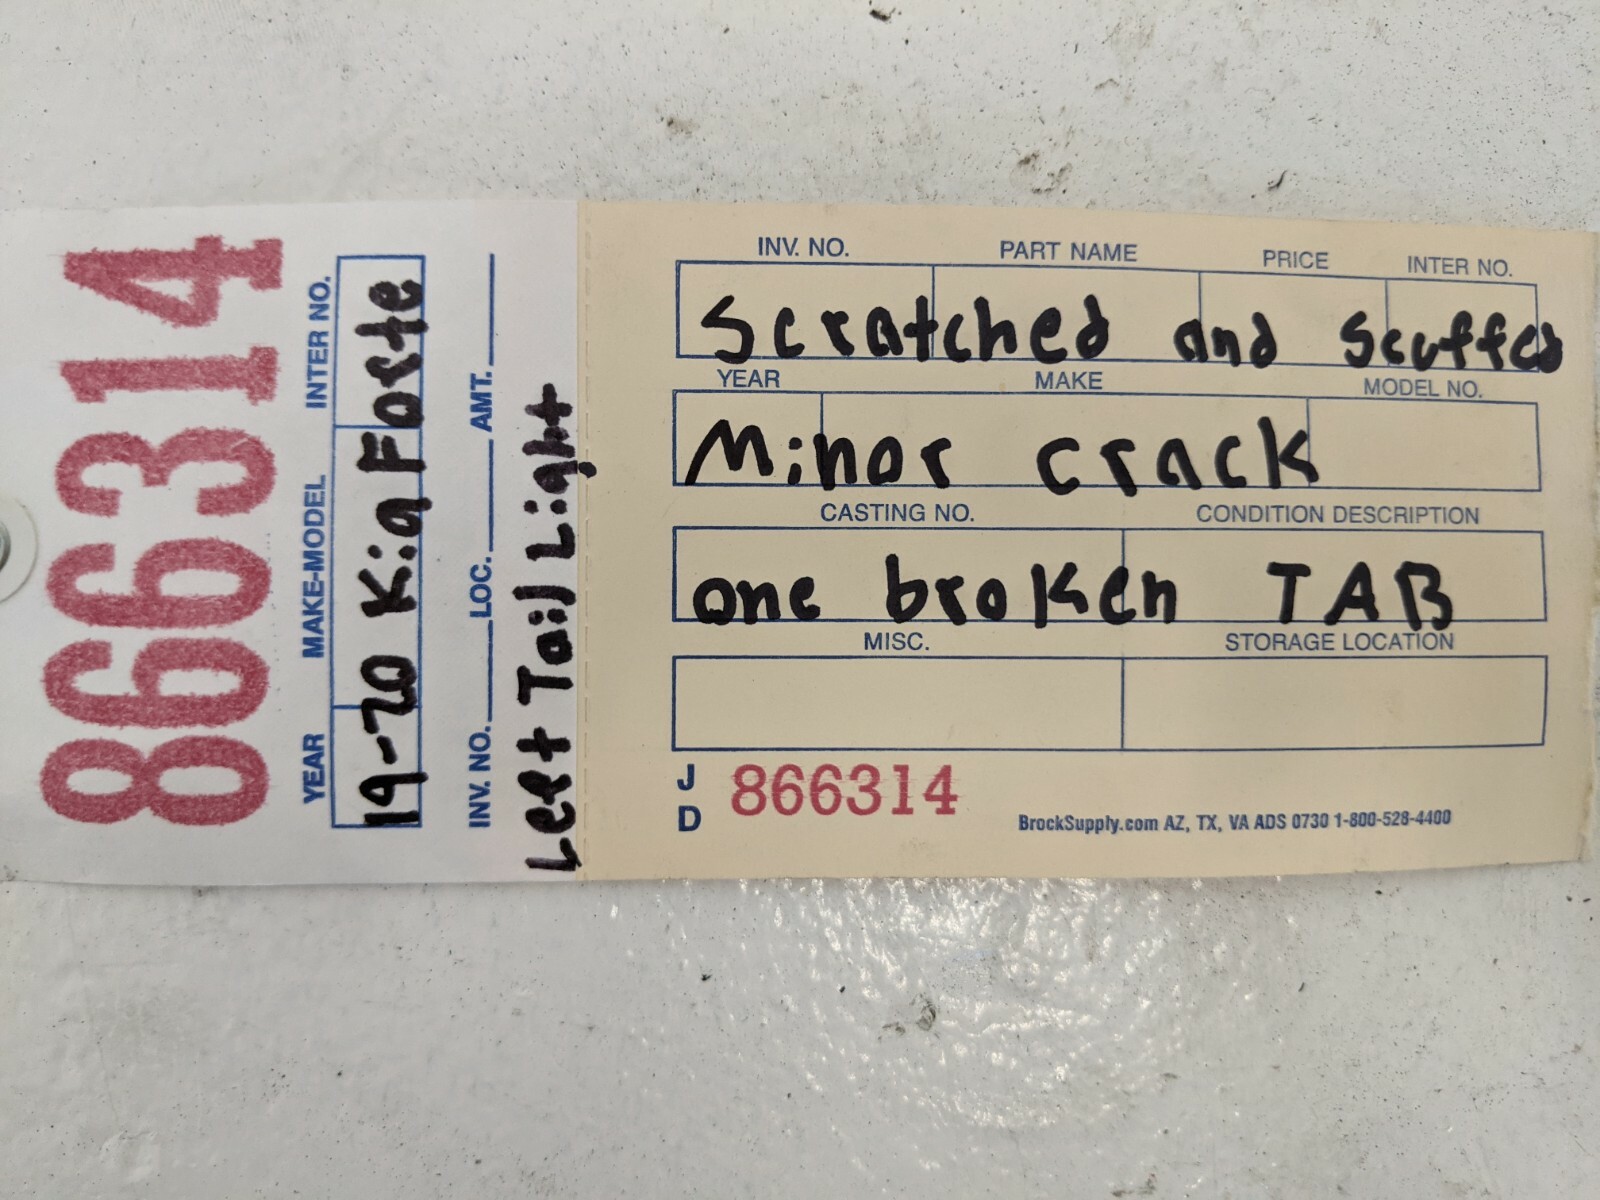 866314
YEAR MAKE-MODEL INTER NO.
19-20 Kia Forte
INV. NO. LOC. AMT.
Left Tail Light
INV. NO. PART NAME PRICE INTER NO.
Scratched and Scuffed
YEAR MAKE MODEL NO.
Minor crack
CASTING NO. CONDITION DESCRIPTION
one broken TAB
MISC. STORAGE LOCATION
J
D
866314
BrockSupply.com AZ, TX, VA ADS 0730 1-800-528-4400